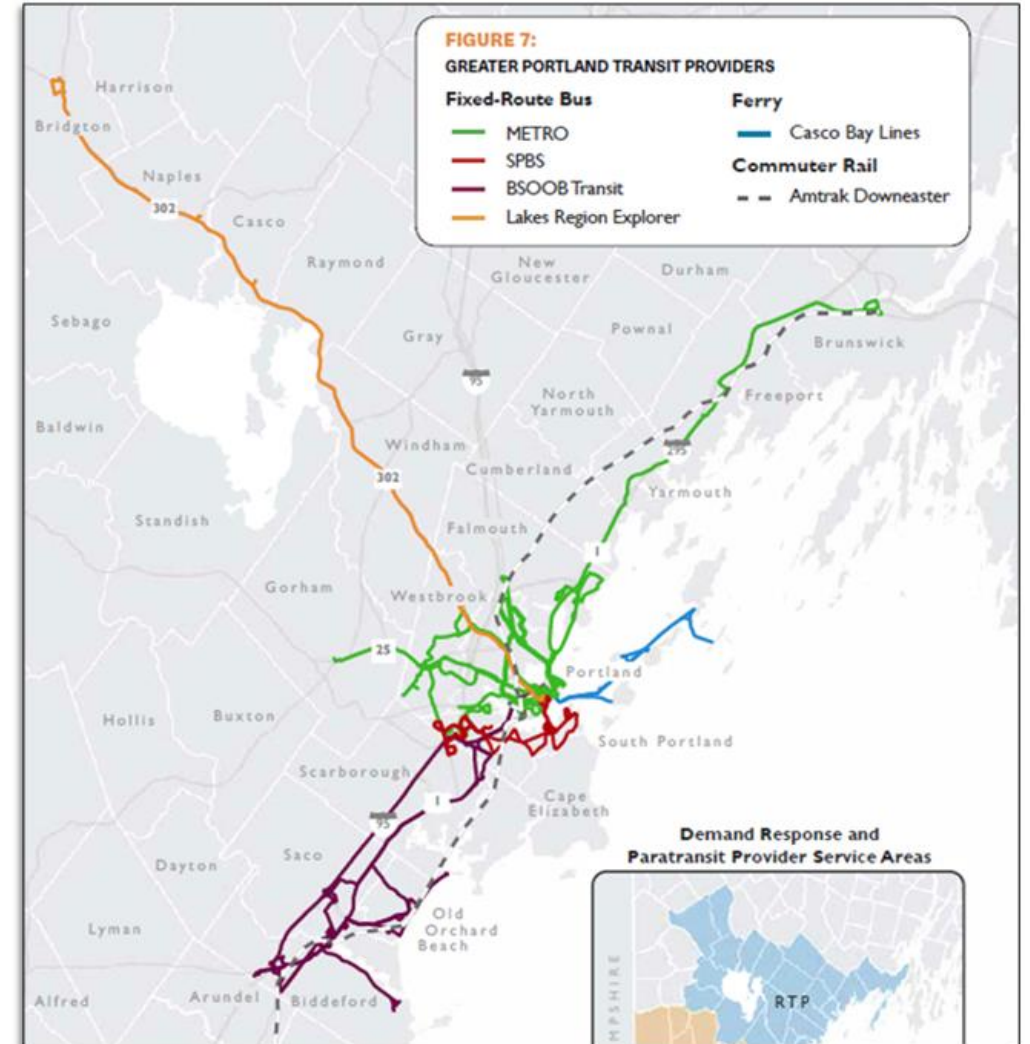 FIGURE 7:
GREATER PORTLAND TRANSIT PROVIDERS
Fixed-Route Bus
METRO
SPBS
BSOOB Transit
Lakes Region Explorer
Ferry
Casco Bay Lines
Commuter Rail
Amtrak Downeaster
Harrison
Bridgton
Naples
302
Casco
Raymond
New
Gloucester
Durham
Sebago
Gray
Pownal
Brunswick
95
North
Yarmouth
Freeport
Baldwin
Windham
295
302
Cumberland
Yarmouth
Standish
Falmouth
1
Gorham
Westbrook
25
Portland
Hollis
Buxton
South Portland
Scarborough
1
Cape
Elizabeth
95
Saco
Dayton
Lyman
Old
Orchard
Beach
Alfred
Arundel
Biddeford
Demand Response and
Paratransit Provider Service Areas
RTP
MPSHIRE